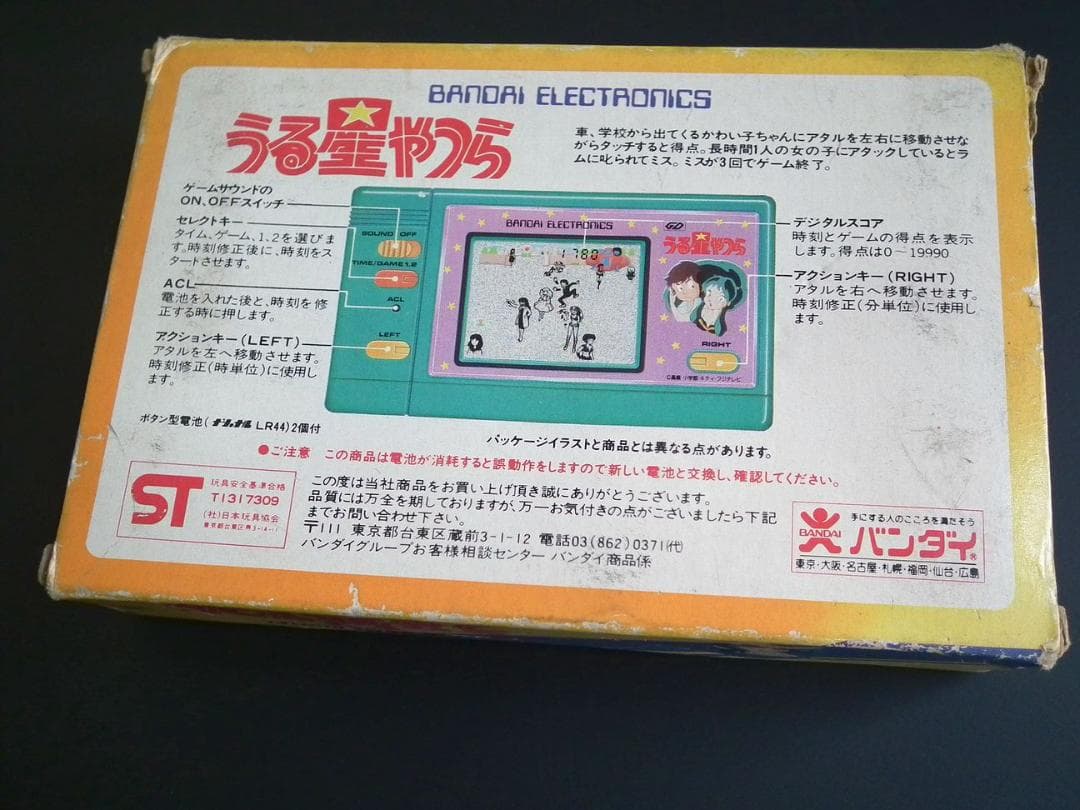 BANDAI ELECTRONICS
うる星やつら
車、学校から出てくるかわい子ちゃんにアタルを左右に移動させな
がらタッチすると得点。長時間1人の女の子にアタックしているとラ
ムに叱られてミス。ミスが3回でゲーム終了。
ゲームサウンドの
ON、OFFスイッチ
セレクトキー
タイム、ゲーム、1.2を選びま
す。時刻修正後に、時刻をス
タートさせます。
ACL
電池を入れた後と、時刻を修
正する時に押します。
アクションキー(LEFT)
アタルを左へ移動させます。
時刻修正(時単位)に使用し
ます。
SOUND OFF
TIME/GAME1.2
ACL
LEFT
BANDAI ELECTRONICS
GD
うる星やつら
1780
RIGHT
©高橋 小学館・キティ・フジテレビ
デジタルスコア
時刻とゲームの得点を表示
します。得点は0〜19990
アクションキー(RIGHT)
アタルを右へ移動させます。
時刻修正(分単位)に使用し
ます。
ボタン型電池(ナショナル LR44)2個付
パッケージイラストと商品とは異なる点があります。
●ご注意 この商品は電池が消耗すると誤動作をしますので新しい電池と交換し、確認してください。
ST
玩具安全基準合格
T1317309
(社)日本玩具協会
この度は当社商品をお買い上げ頂き誠にありがとうございます。
品質には万全を期しておりますが、万一お気付きの点がございましたら下記
までお問い合わせ下さい。
〒111 東京都台東区蔵前3-1-12 電話03(862)0371(代)
バンダイグループお客様相談センター バンダイ商品係
手にする人のこころを満たそう
BANDAI
バンダイ®
東京・大阪・名古屋・札幌・福岡・仙台・広島